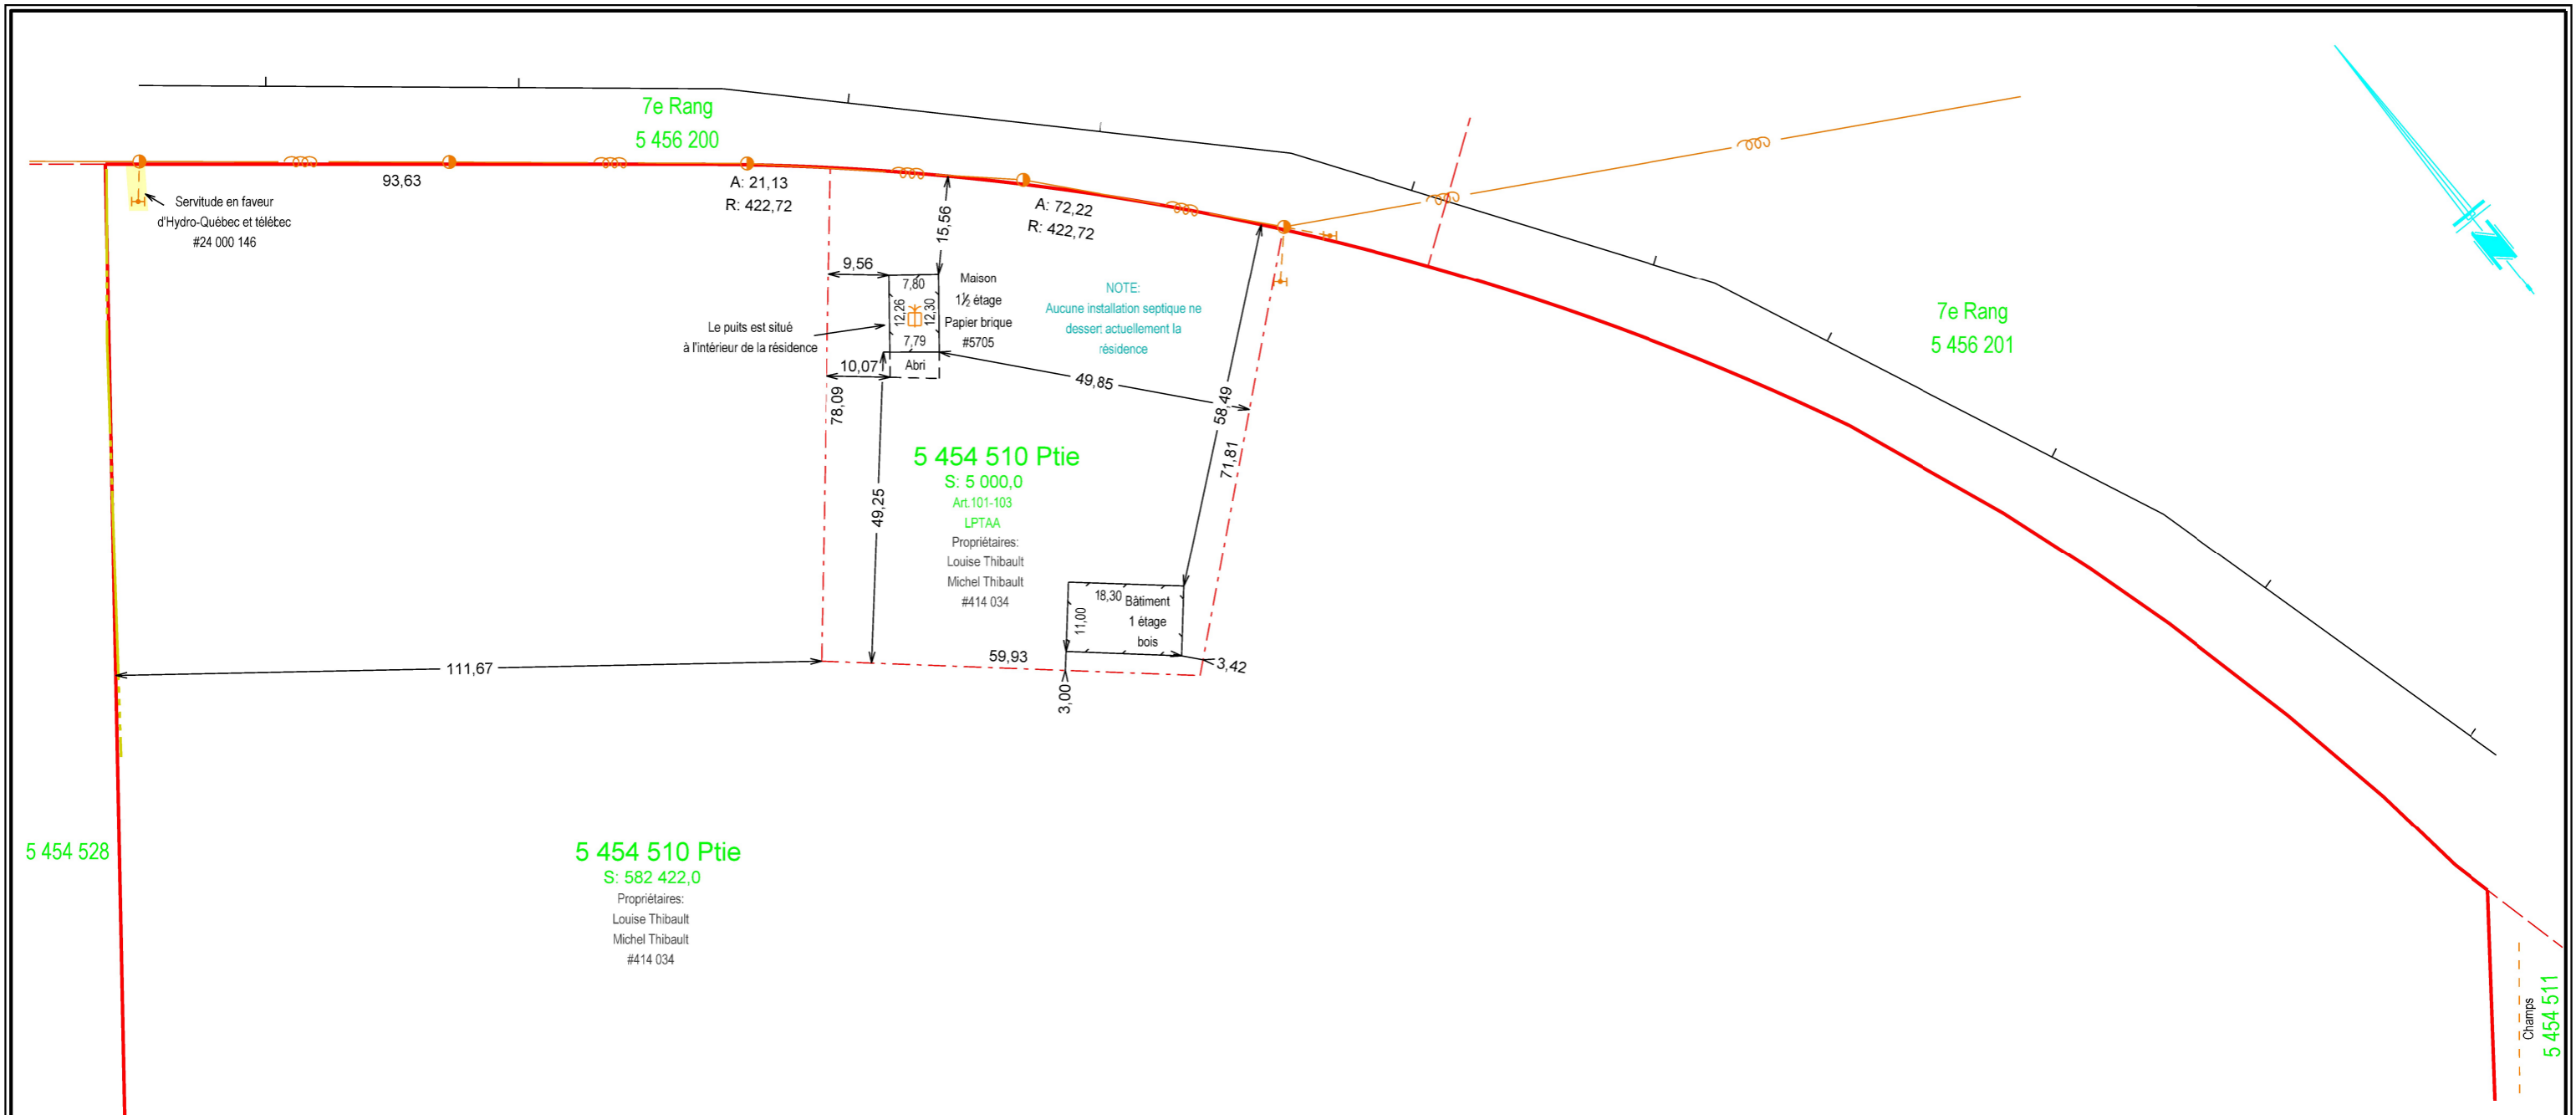 7e Rang
5 456 200
93,63
A: 21,13
R: 422,72
A: 72,22
R: 422,72
Servitude en faveur
d'Hydro-Québec et télébec
#24 000 146
15,56
9,56
7,80
12,26
12,30
7,79
Maison
1½ étage
Papier brique
#5705
Abri
Le puits est situé
à l'intérieur de la résidence
10,07
78,09
NOTE:
Aucune installation septique ne
dessert actuellement la
résidence
49,85
58,49
71,81
49,25
7e Rang
5 456 201
5 454 510 Ptie
S: 5 000,0
Art.101-103
LPTAA
Propriétaires:
Louise Thibault
Michel Thibault
#414 034
18,30
11,00
Bâtiment
1 étage
bois
111,67
59,93
3,42
3,00
5 454 528
5 454 510 Ptie
S: 582 422,0
Propriétaires:
Louise Thibault
Michel Thibault
#414 034
Champs
5 454 511